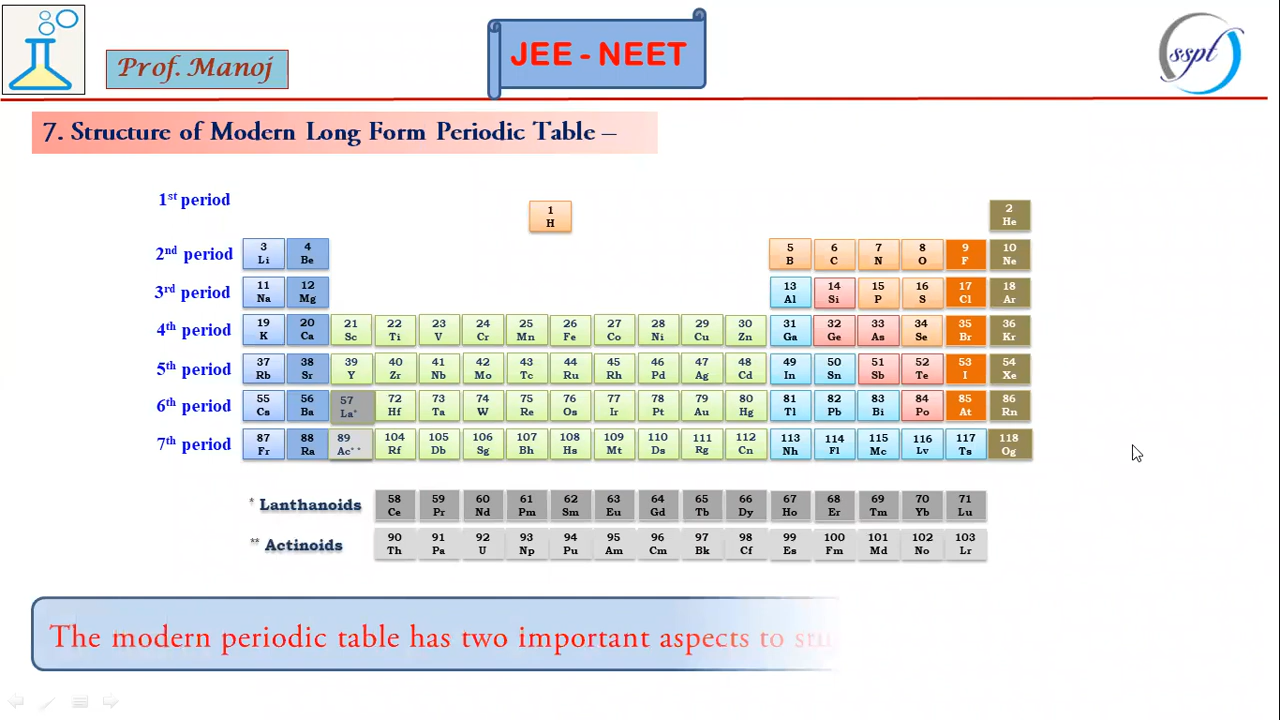 Prof. Manoj
JEE - NEET
sspt
7. Structure of Modern Long Form Periodic Table –
1st period
1 H
2 He
2nd period
3 Li
4 Be
5 B
6 C
7 N
8 O
9 F
10 Ne
3rd period
11 Na
12 Mg
13 Al
14 Si
15 P
16 S
17 Cl
18 Ar
4th period
19 K
20 Ca
21 Sc
22 Ti
23 V
24 Cr
25 Mn
26 Fe
27 Co
28 Ni
29 Cu
30 Zn
31 Ga
32 Ge
33 As
34 Se
35 Br
36 Kr
5th period
37 Rb
38 Sr
39 Y
40 Zr
41 Nb
42 Mo
43 Tc
44 Ru
45 Rh
46 Pd
47 Ag
48 Cd
49 In
50 Sn
51 Sb
52 Te
53 I
54 Xe
6th period
55 Cs
56 Ba
57 La*
72 Hf
73 Ta
74 W
75 Re
76 Os
77 Ir
78 Pt
79 Au
80 Hg
81 Tl
82 Pb
83 Bi
84 Po
85 At
86 Rn
7th period
87 Fr
88 Ra
89 Ac**
104 Rf
105 Db
106 Sg
107 Bh
108 Hs
109 Mt
110 Ds
111 Rg
112 Cn
113 Nh
114 Fl
115 Mc
116 Lv
117 Ts
118 Og
* Lanthanoids
58 Ce
59 Pr
60 Nd
61 Pm
62 Sm
63 Eu
64 Gd
65 Tb
66 Dy
67 Ho
68 Er
69 Tm
70 Yb
71 Lu
** Actinoids
90 Th
91 Pa
92 U
93 Np
94 Pu
95 Am
96 Cm
97 Bk
98 Cf
99 Es
100 Fm
101 Md
102 No
103 Lr
The modern periodic table has two important aspects to